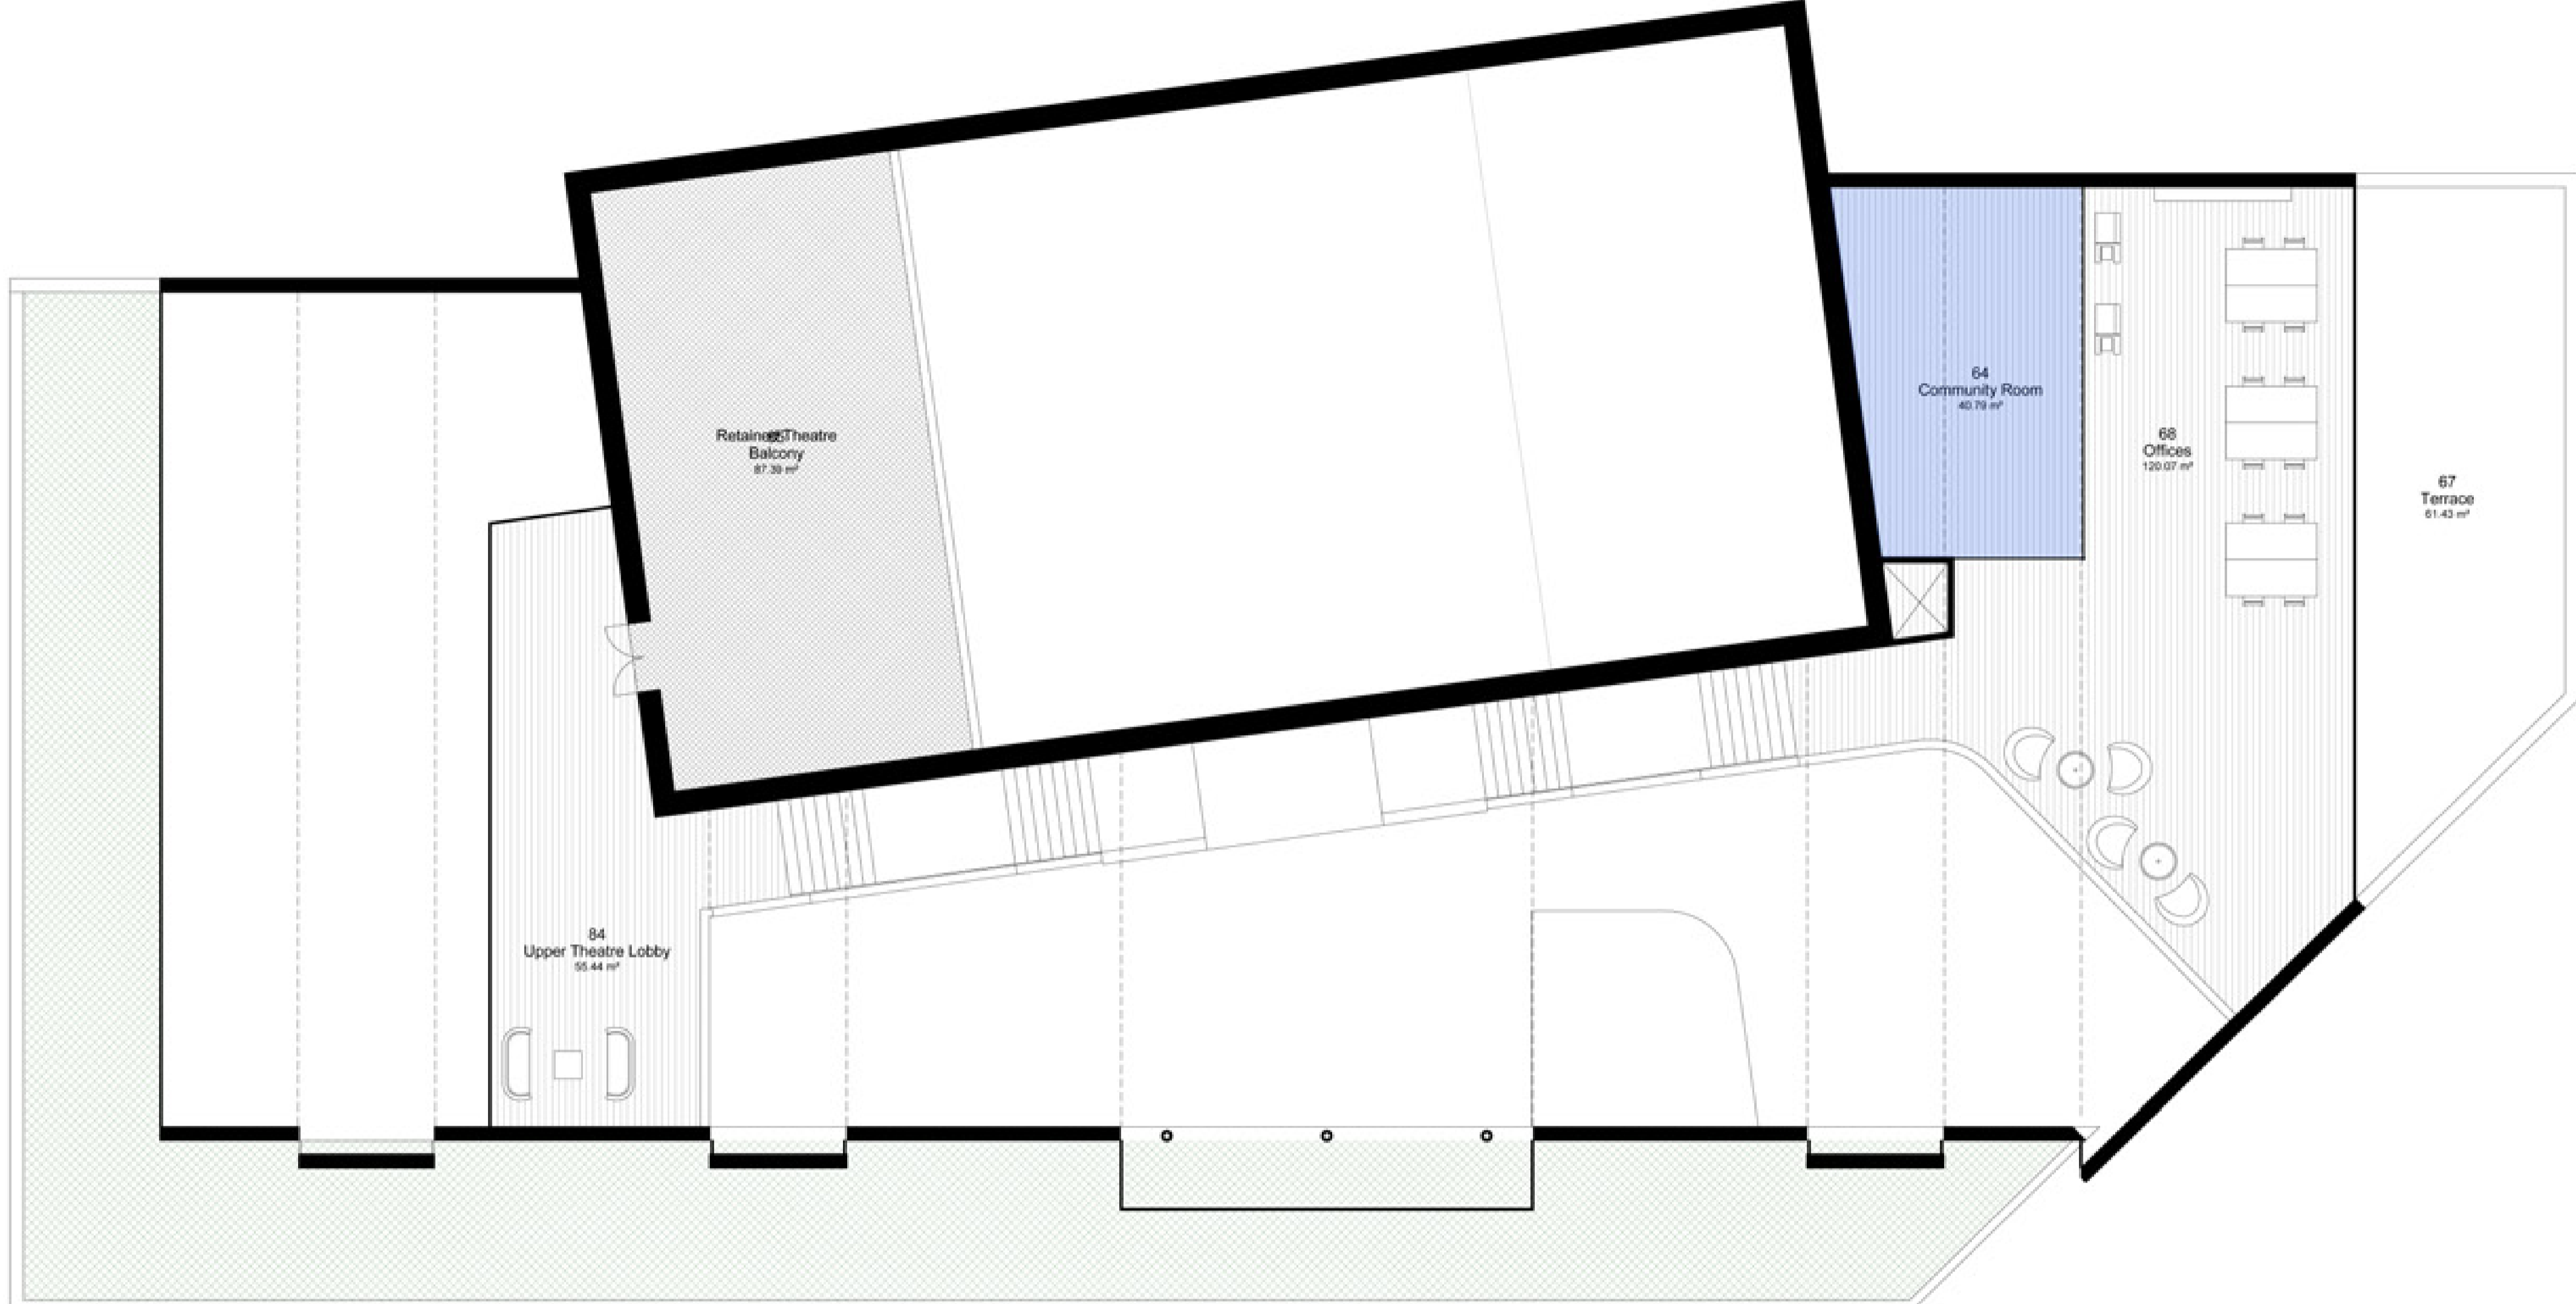 Retained Theatre
Balcony
87.39 m²
64
Community Room
40.79 m²
68
Offices
120.07 m²
67
Terrace
61.43 m²
84
Upper Theatre Lobby
55.44 m²